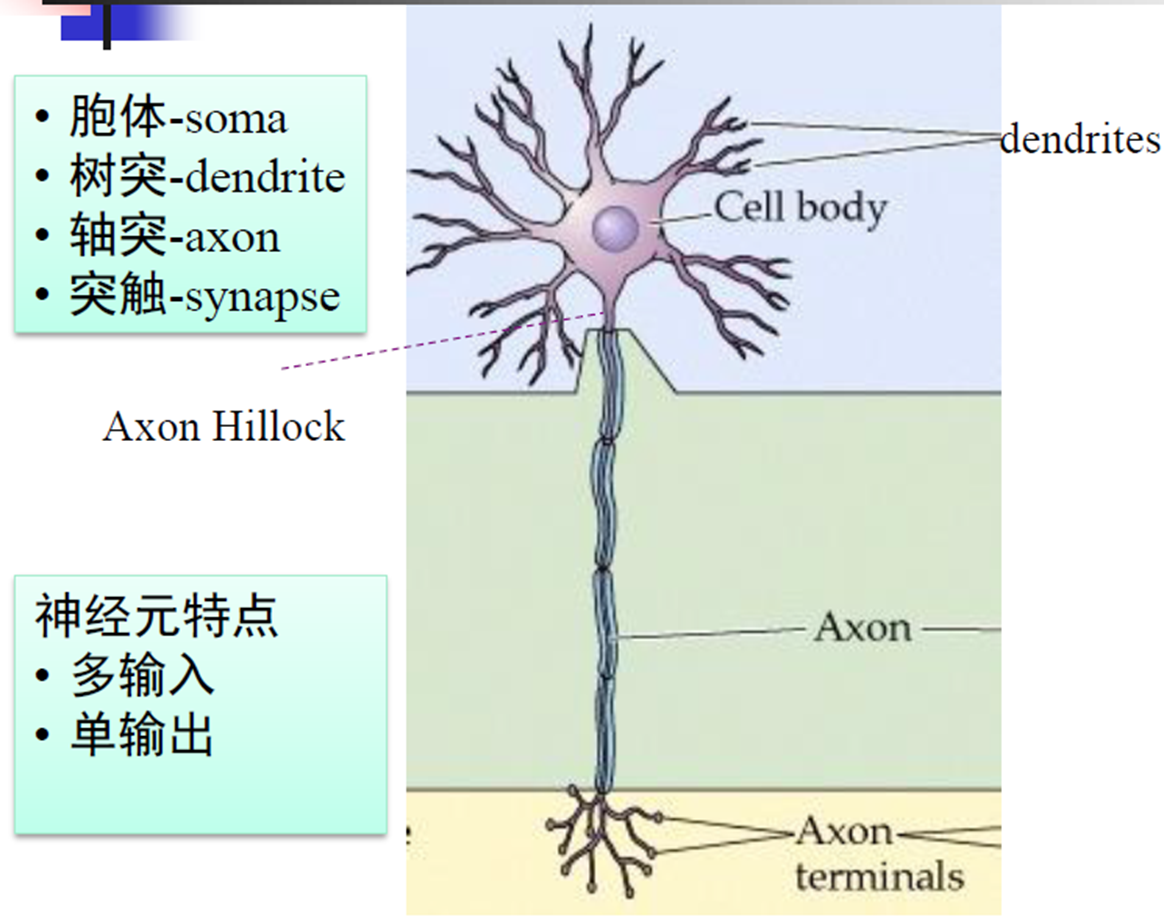 • 胞体-soma
• 树突-dendrite
• 轴突-axon
• 突触-synapse
dendrites
Cell body
Axon Hillock
神经元特点
• 多输入
• 单输出
Axon
Axon
terminals